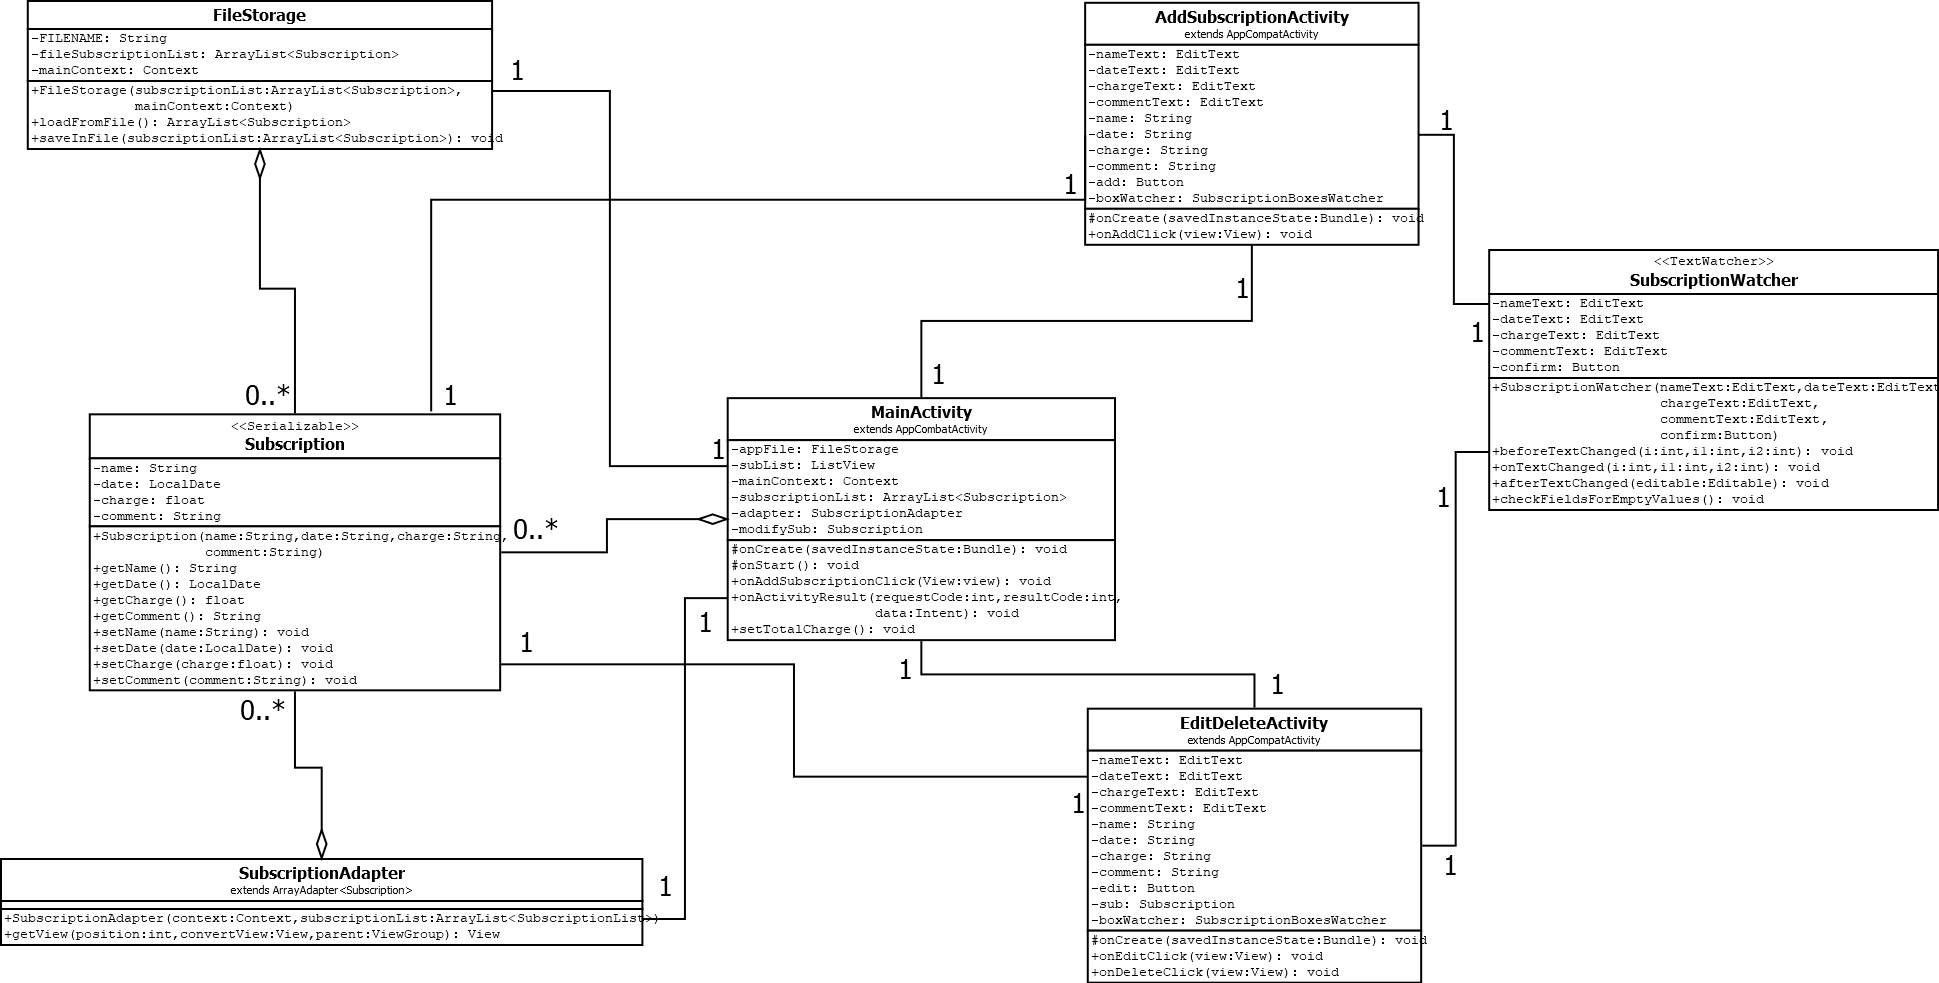 FileStorage
-FILENAME: String
-fileSubscriptionList: ArrayList<Subscription>
-mainContext: Context
+FileStorage(subscriptionList:ArrayList<Subscription>,
mainContext:Context)
+loadFromFile(): ArrayList<Subscription>
+saveInFile(subscriptionList:ArrayList<Subscription>): void
1
0..*
1
AddSubscriptionActivity
extends AppCompatActivity
-nameText: EditText
-dateText: EditText
-chargeText: EditText
-commentText: EditText
-name: String
-date: String
-charge: String
-comment: String
-add: Button
-boxWatcher: SubscriptionBoxesWatcher
#onCreate(savedInstanceState:Bundle): void
+onAddClick(view:View): void
1
1
1
1
1
<<TextWatcher>>
SubscriptionWatcher
-nameText: EditText
-dateText: EditText
-chargeText: EditText
-commentText: EditText
-confirm: Button
+SubscriptionWatcher(nameText:EditText,dateText:EditText
chargeText:EditText,
commentText:EditText,
confirm:Button)
+beforeTextChanged(i:int,i1:int,i2:int): void
+onTextChanged(i:int,i1:int,i2:int): void
+afterTextChanged(editable:Editable): void
+checkFieldsForEmptyValues(): void
1
<<Serializable>>
Subscription
-name: String
-date: LocalDate
-charge: float
-comment: String
+Subscription(name:String,date:String,charge:String,
comment:String)
+getName(): String
+getDate(): LocalDate
+getCharge(): float
+getComment(): String
+setName(name:String): void
+setDate(date:LocalDate): void
+setCharge(charge:float): void
+setComment(comment:String): void
0..*
1
0..*
1
MainActivity
extends AppCombatActivity
-appFile: FileStorage
-subList: ListView
-mainContext: Context
-subscriptionList: ArrayList<Subscription>
-adapter: SubscriptionAdapter
-modifySub: Subscription
#onCreate(savedInstanceState:Bundle): void
#onStart(): void
+onAddSubscriptionClick(View:view): void
+onActivityResult(requestCode:int,resultCode:int,
data:Intent): void
+setTotalCharge(): void
1
1
1
EditDeleteActivity
extends AppCompatActivity
-nameText: EditText
-dateText: EditText
-chargeText: EditText
-commentText: EditText
-name: String
-date: String
-charge: String
-comment: String
-edit: Button
-sub: Subscription
-boxWatcher: SubscriptionBoxesWatcher
#onCreate(savedInstanceState:Bundle): void
+onEditClick(view:View): void
+onDeleteClick(view:View): void
1
1
SubscriptionAdapter
extends ArrayAdapter<Subscription>
+SubscriptionAdapter(context:Context,subscriptionList:ArrayList<SubscriptionList>)
+getView(position:int,convertView:View,parent:ViewGroup): View
1